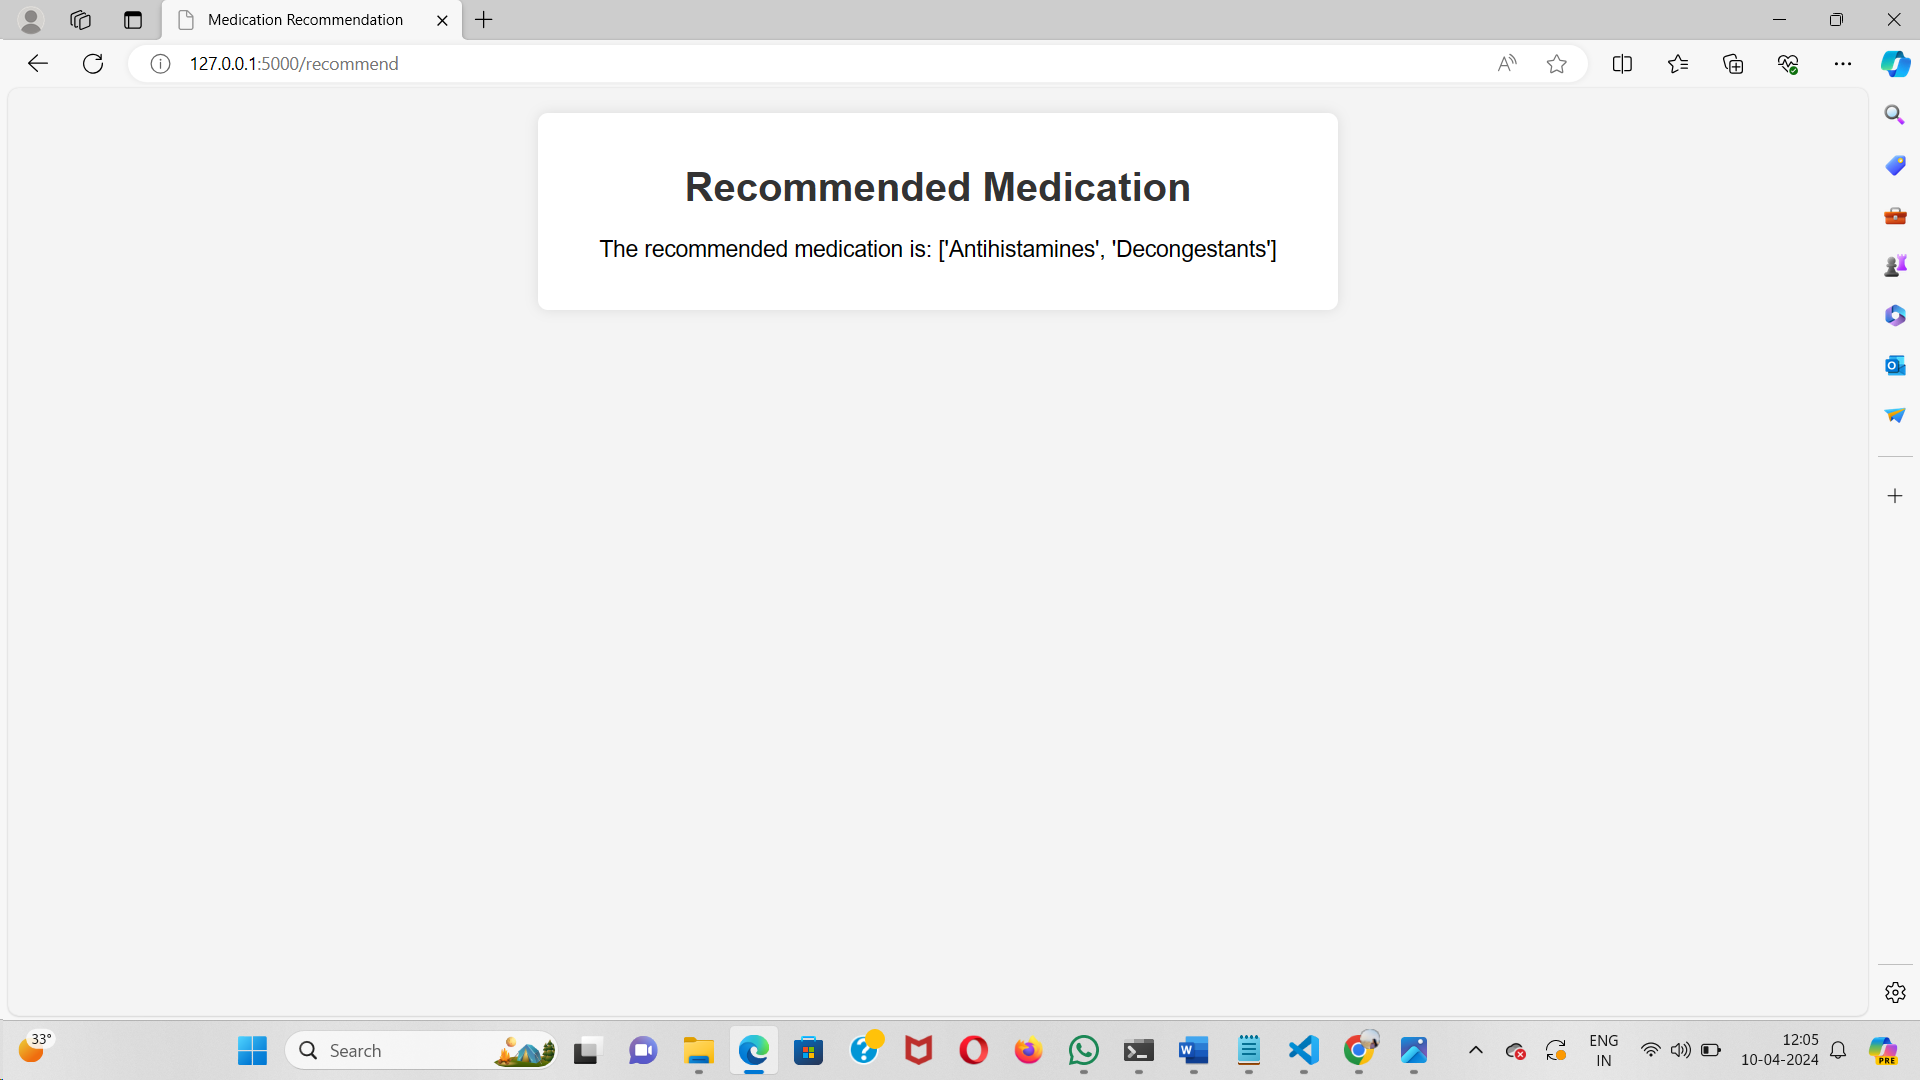 Medication Recommendation
127.0.0.1:5000/recommend
Recommended Medication
The recommended medication is: ['Antihistamines', 'Decongestants']
33°
Search
ENG
IN
12:05
10-04-2024
PRE